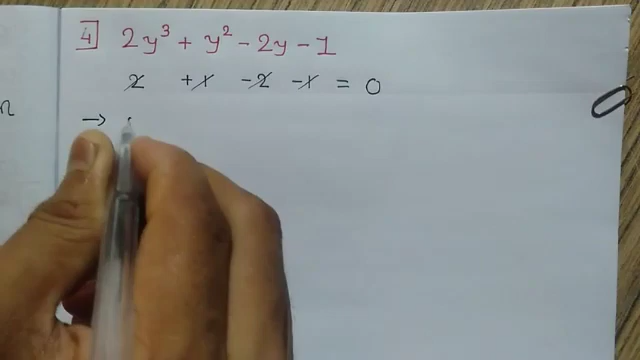 4 2y³ + y² - 2y - 1
2 +1 -2 -1 = 0
→
n